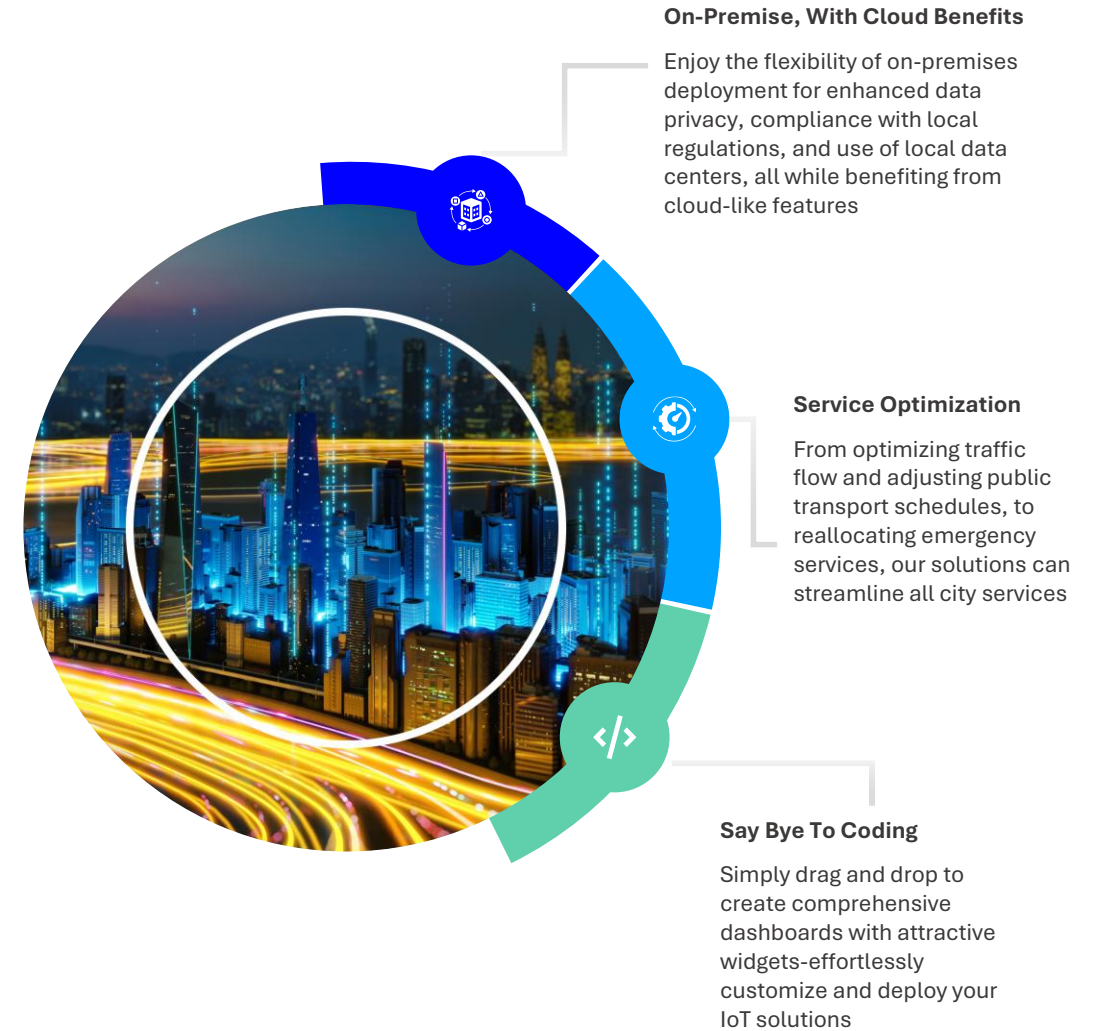 On-Premise, With Cloud Benefits
Enjoy the flexibility of on-premises
deployment for enhanced data
privacy, compliance with local
regulations, and use of local data
centers, all while benefiting from
cloud-like features
Service Optimization
From optimizing traffic
flow and adjusting public
transport schedules, to
reallocating emergency
services, our solutions can
streamline all city services
Say Bye To Coding
Simply drag and drop to
create comprehensive
dashboards with attractive
widgets-effortlessly
customize and deploy your
IoT solutions